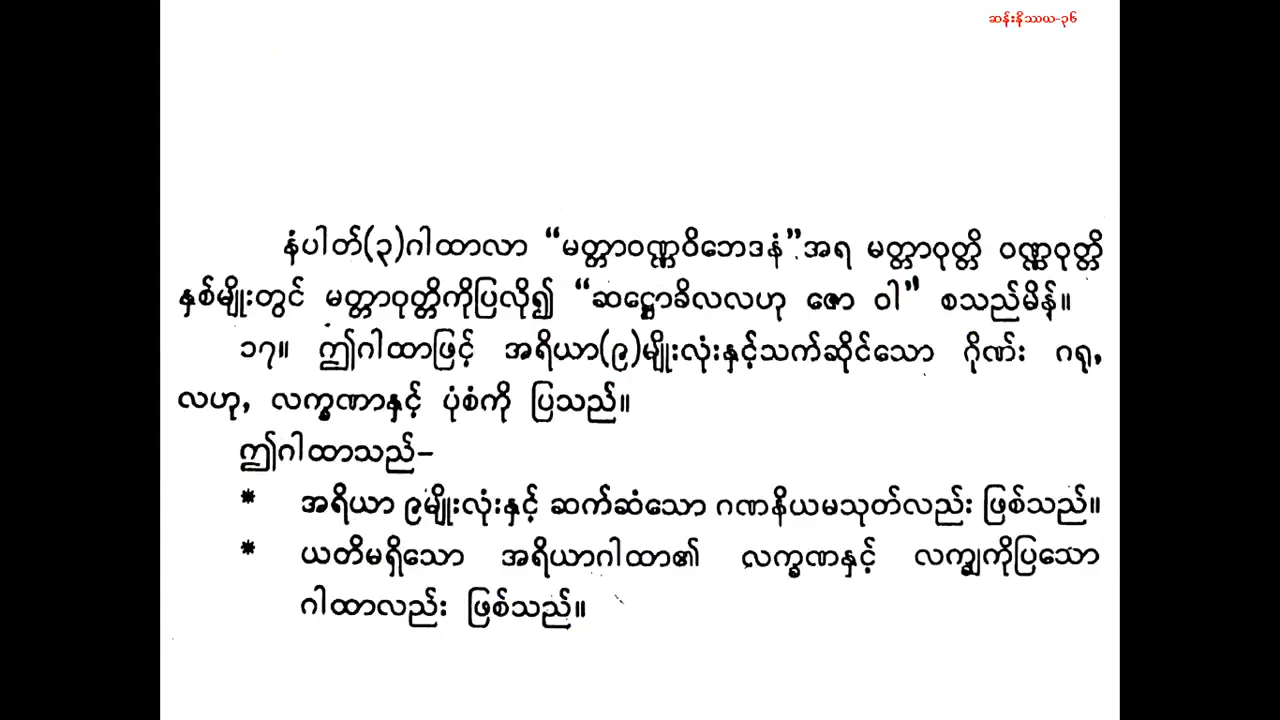 ဆန်းနိဿယ-၃၆
နံပါတ်(၃)ဂါထာလာ “မတ္တာဝဏ္ဏဝိဘေဒနံ”အရ မတ္တာဝုတ္တိ ဝဏ္ဏဝုတ္တိ
နှစ်မျိုးတွင် မတ္တာဝုတ္တိကိုပြလို၍ “ဆဋ္ဌောခိလလဟု ဇော ဝါ” စသည်မိန့်။
၁၇။ ဤဂါထာဖြင့် အရိယာ(၉)မျိုးလုံးနှင့်သက်ဆိုင်သော ဂိုဏ်း ဂရု,
လဟု, လက္ခဏာနှင့် ပုံစံကို ပြသည်။
ဤဂါထာသည်–
* အရိယာ ၉မျိုးလုံးနှင့် ဆက်ဆံသော ဂဏနိယမသုတ်လည်း ဖြစ်သည်။
* ယတိမရှိသော အရိယာဂါထာ၏ လက္ခဏနှင့် လက္ချကိုပြသော
ဂါထာလည်း ဖြစ်သည်။